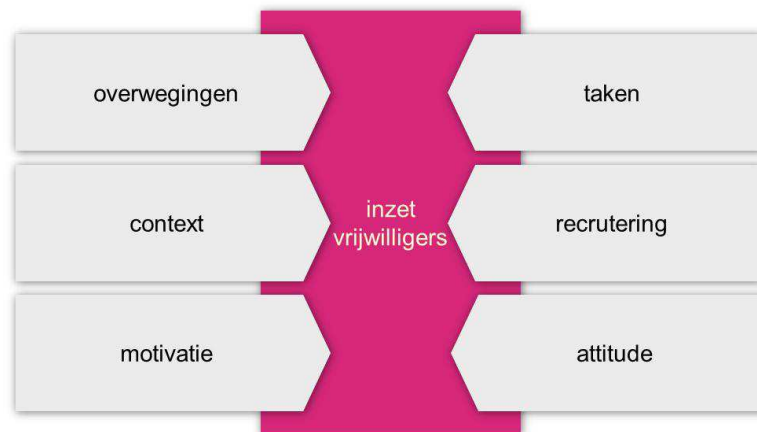 overwegingen
taken
context
inzet
vrijwilligers
recrutering
motivatie
attitude